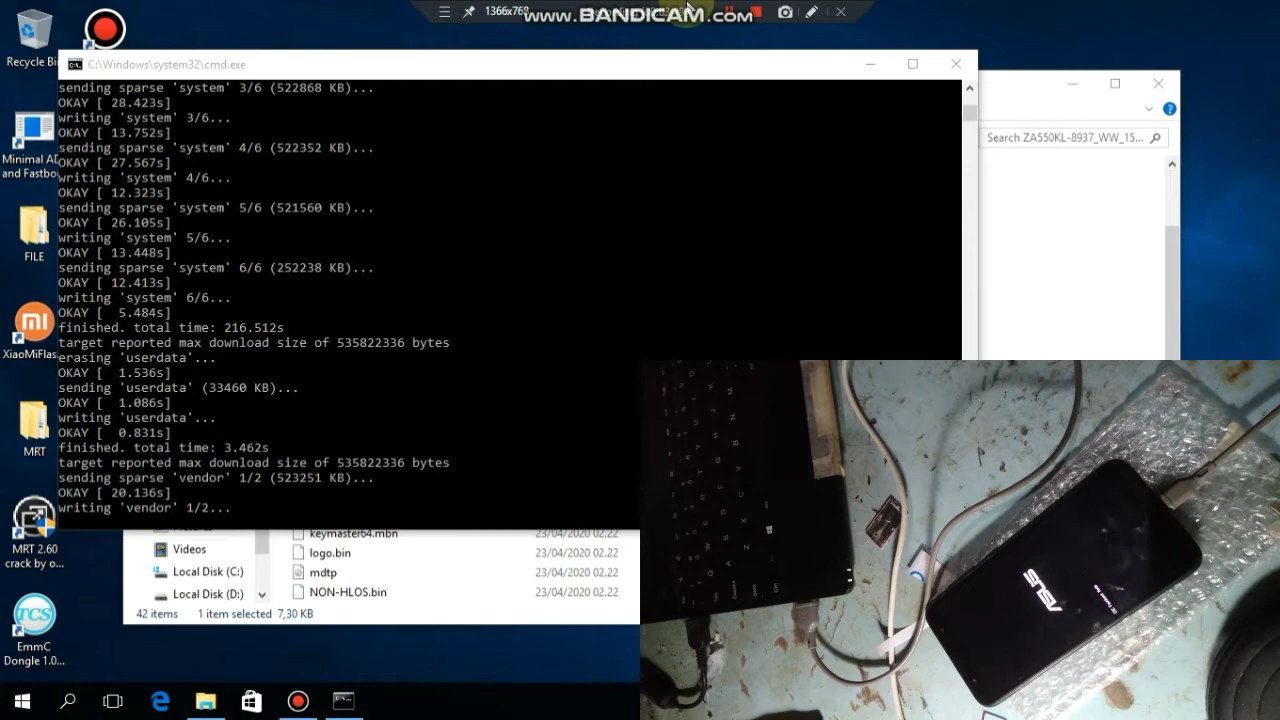 1366x768
www.BANDICAM.com
Recycle Bi
C:\Windows\system32\cmd.exe
sending sparse 'system' 3/6 (522868 KB)...
OKAY [ 28.423s]
writing 'system' 3/6...
OKAY [ 13.752s]
sending sparse 'system' 4/6 (522352 KB)...
OKAY [ 27.567s]
writing 'system' 4/6...
OKAY [ 12.323s]
sending sparse 'system' 5/6 (521560 KB)...
OKAY [ 26.105s]
writing 'system' 5/6...
OKAY [ 13.448s]
sending sparse 'system' 6/6 (252238 KB)...
OKAY [ 12.413s]
writing 'system' 6/6...
OKAY [  5.484s]
finished. total time: 216.512s
target reported max download size of 535822336 bytes
erasing 'userdata'...
OKAY [  1.536s]
sending 'userdata' (33460 KB)...
OKAY [  1.086s]
writing 'userdata'...
OKAY [  0.831s]
finished. total time: 3.462s
target reported max download size of 535822336 bytes
sending sparse 'vendor' 1/2 (523251 KB)...
OKAY [ 20.136s]
writing 'vendor' 1/2...
Search ZA550KL-8937_WW_15...
Minimal AD
and Fastbo
FILE
XiaoMiFlas
MRT
MRT 2.60
crack by o...
EmmC
Dongle 1.0...
Videos
Local Disk (C:)
Local Disk (D:)
keymaster64.mbn 23/04/2020 02.22
logo.bin 23/04/2020 02.22
mdtp 23/04/2020 02.22
NON-HLOS.bin 23/04/2020 02.22
42 items 1 item selected 7,30 KB
ASUS